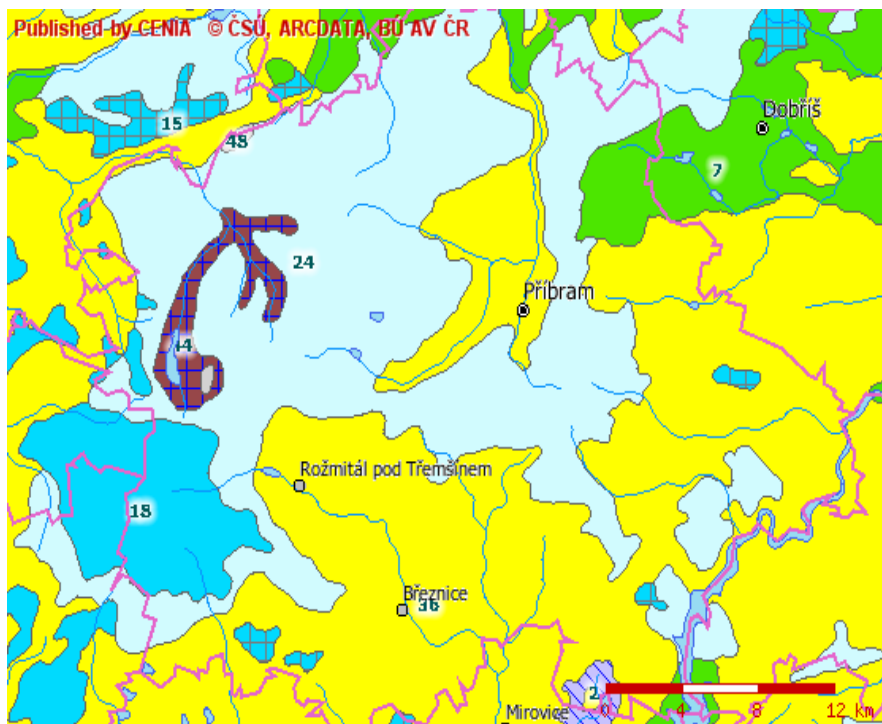 Published by CENIA © ČSÚ, ARCDATA, BÚ AV ČR
15
48
Dobříš
7
24
Příbram
44
Rožmitál pod Třemšínem
18
Březnice
36
2
Mirovice
0 4 8 12 km